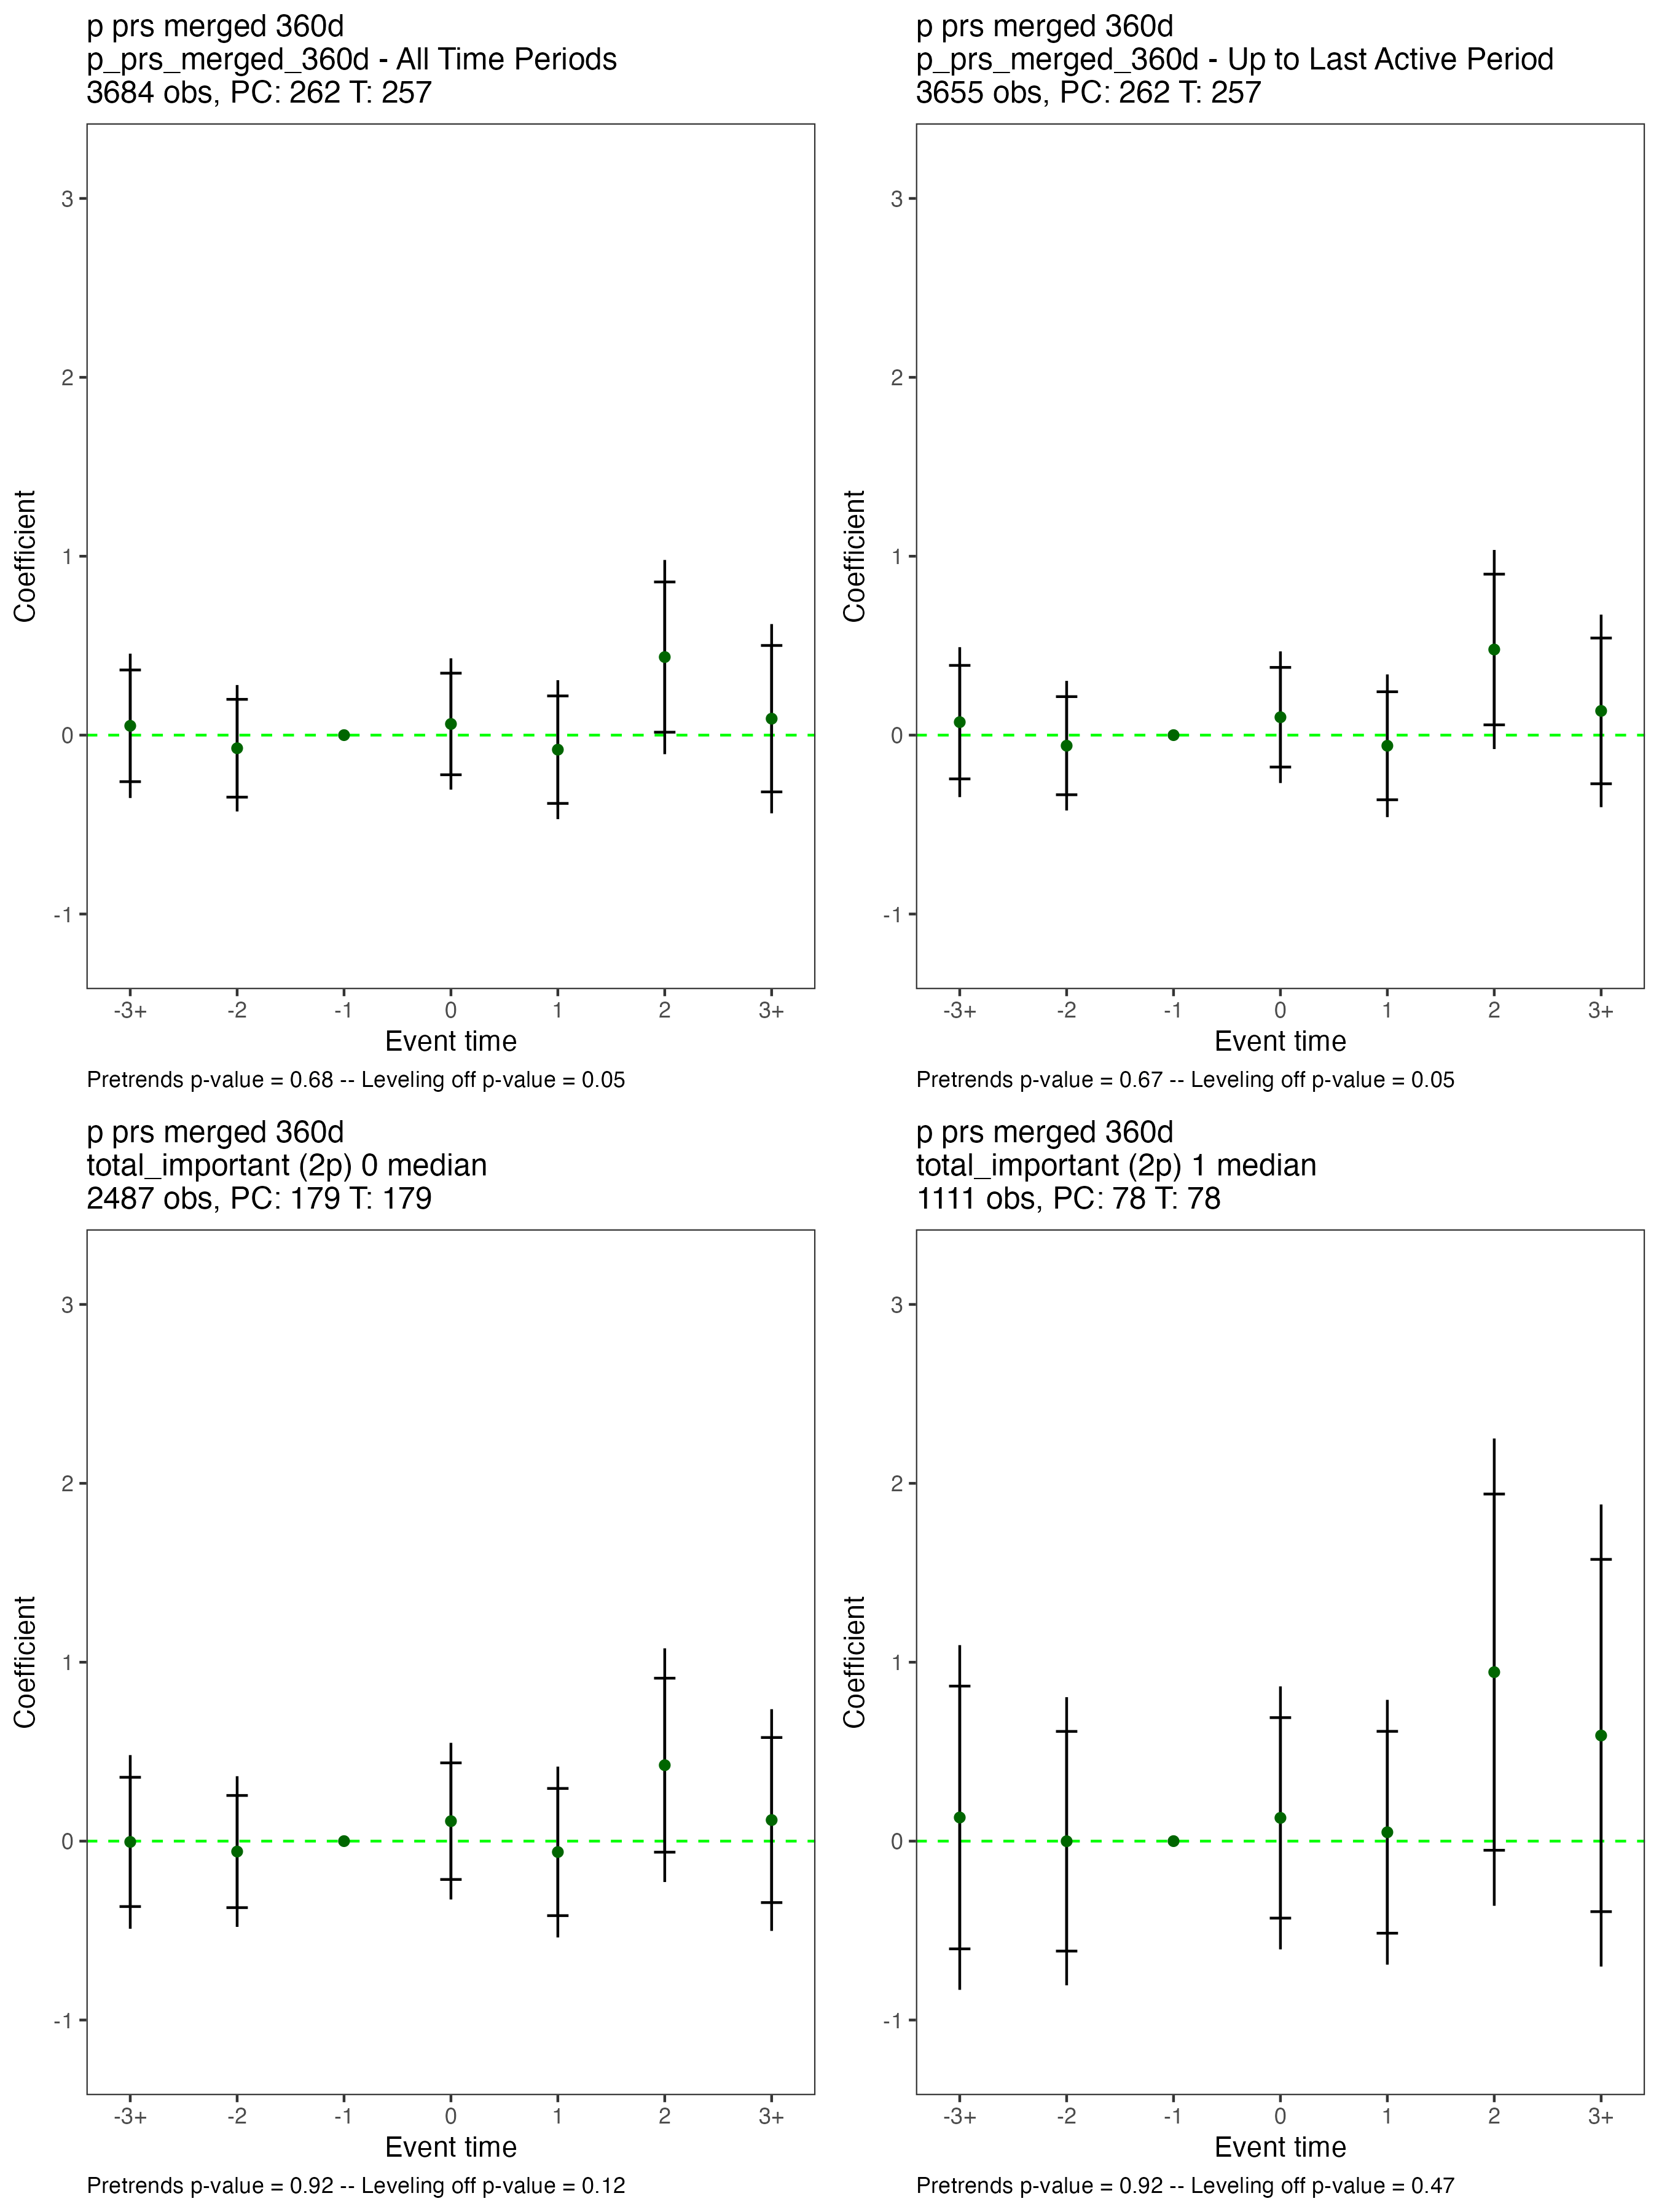 p prs merged 360d
p_prs_merged_360d - All Time Periods
3684 obs, PC: 262 T: 257
3
2
1
0
-1
Coefficient
-3+ -2 -1 0 1 2 3+
Event time
Pretrends p-value = 0.68 -- Leveling off p-value = 0.05
p prs merged 360d
p_prs_merged_360d - Up to Last Active Period
3655 obs, PC: 262 T: 257
3
2
1
0
-1
Coefficient
-3+ -2 -1 0 1 2 3+
Event time
Pretrends p-value = 0.67 -- Leveling off p-value = 0.05
p prs merged 360d
total_important (2p) 0 median
2487 obs, PC: 179 T: 179
3
2
1
0
-1
Coefficient
-3+ -2 -1 0 1 2 3+
Event time
Pretrends p-value = 0.92 -- Leveling off p-value = 0.12
p prs merged 360d
total_important (2p) 1 median
1111 obs, PC: 78 T: 78
3
2
1
0
-1
Coefficient
-3+ -2 -1 0 1 2 3+
Event time
Pretrends p-value = 0.92 -- Leveling off p-value = 0.47